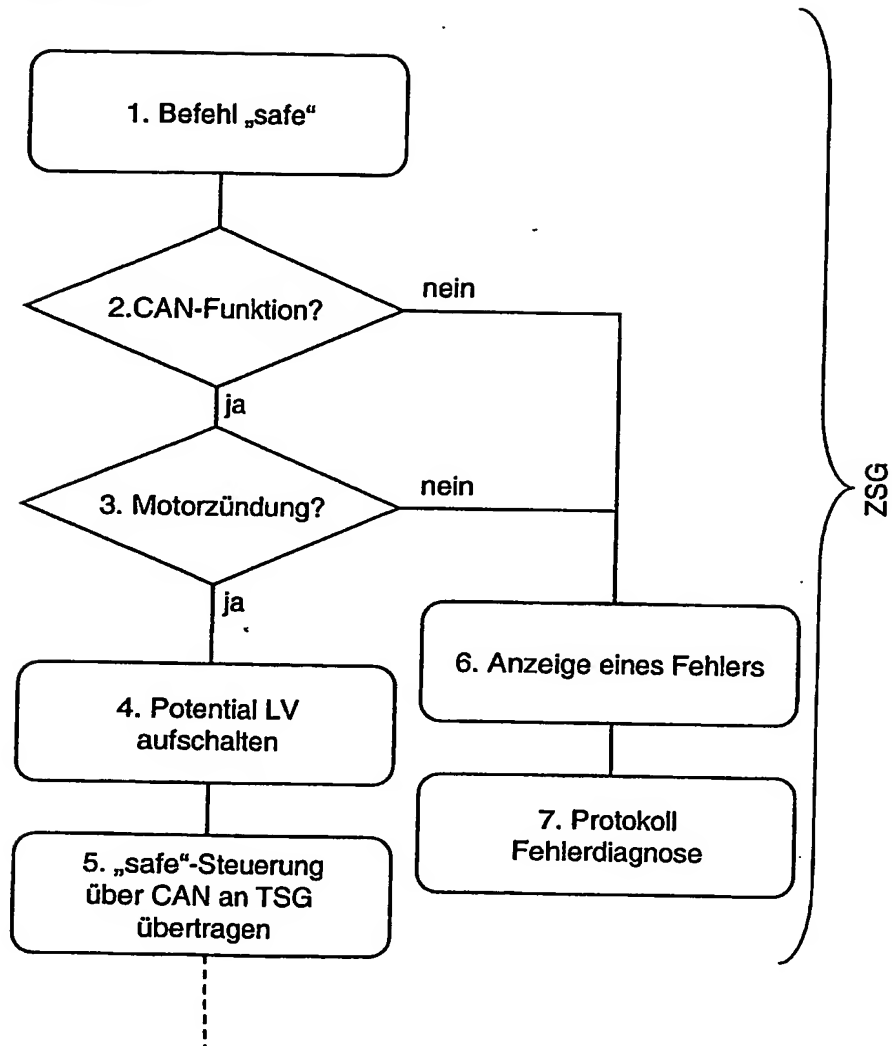 1. Befehl „safe“
2.CAN-Funktion?
nein
ja
3. Motorzündung?
nein
ja
4. Potential LV
aufschalten
5. „safe“-Steuerung
über CAN an TSG
übertragen
6. Anzeige eines Fehlers
7. Protokoll
Fehlerdiagnose
ZSG